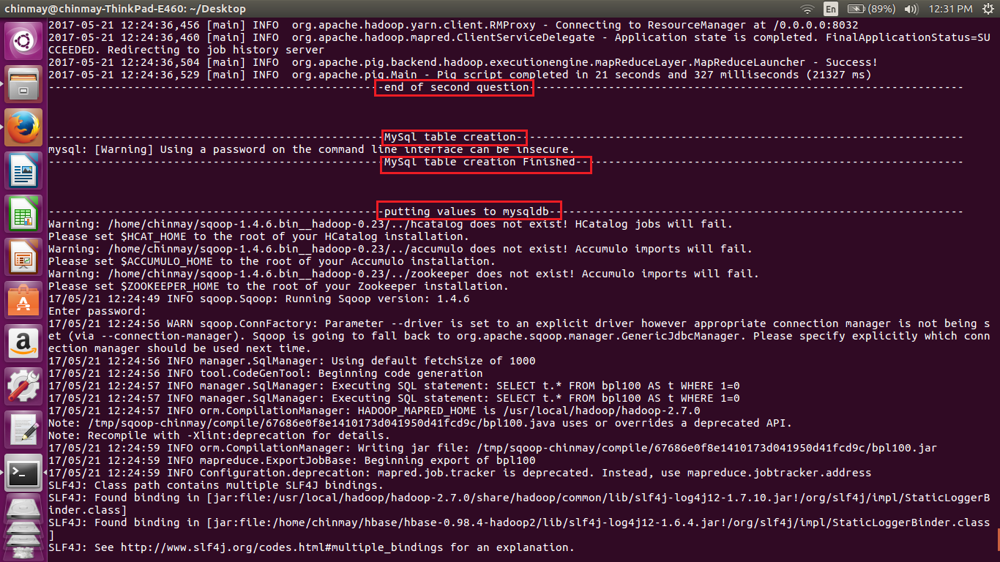 chinmay@chinmay-ThinkPad-E460: ~/Desktop
En
(89%)
12:31 PM
2017-05-21 12:24:36,456 [main] INFO  org.apache.hadoop.yarn.client.RMProxy - Connecting to ResourceManager at /0.0.0.0:8032
2017-05-21 12:24:36,460 [main] INFO  org.apache.hadoop.mapred.ClientServiceDelegate - Application state is completed. FinalApplicationStatus=SU
CCEEDED. Redirecting to job history server
2017-05-21 12:24:36,504 [main] INFO  org.apache.pig.backend.hadoop.executionengine.mapReduceLayer.MapReduceLauncher - Success!
2017-05-21 12:24:36,529 [main] INFO  org.apache.pig.Main - Pig script completed in 21 seconds and 327 milliseconds (21327 ms)
---------------------------------------------------end of second question------------------------------------------------------------------
---------------------------------------------------MySql table creation--------------------------------------------------------------------
mysql: [Warning] Using a password on the command line interface can be insecure.
---------------------------------------------------MySql table creation Finished-----------------------------------------------------------
---------------------------------------------------putting values to mysqldb---------------------------------------------------------------
Warning: /home/chinmay/sqoop-1.4.6.bin__hadoop-0.23/../hcatalog does not exist! HCatalog jobs will fail.
Please set $HCAT_HOME to the root of your HCatalog installation.
Warning: /home/chinmay/sqoop-1.4.6.bin__hadoop-0.23/../accumulo does not exist! Accumulo imports will fail.
Please set $ACCUMULO_HOME to the root of your Accumulo installation.
Warning: /home/chinmay/sqoop-1.4.6.bin__hadoop-0.23/../zookeeper does not exist! Accumulo imports will fail.
Please set $ZOOKEEPER_HOME to the root of your Zookeeper installation.
17/05/21 12:24:49 INFO sqoop.Sqoop: Running Sqoop version: 1.4.6
Enter password:
17/05/21 12:24:56 WARN sqoop.ConnFactory: Parameter --driver is set to an explicit driver however appropriate connection manager is not being s
et (via --connection-manager). Sqoop is going to fall back to org.apache.sqoop.manager.GenericJdbcManager. Please specify explicitly which conn
ection manager should be used next time.
17/05/21 12:24:56 INFO manager.SqlManager: Using default fetchSize of 1000
17/05/21 12:24:56 INFO tool.CodeGenTool: Beginning code generation
17/05/21 12:24:57 INFO manager.SqlManager: Executing SQL statement: SELECT t.* FROM bpl100 AS t WHERE 1=0
17/05/21 12:24:57 INFO manager.SqlManager: Executing SQL statement: SELECT t.* FROM bpl100 AS t WHERE 1=0
17/05/21 12:24:57 INFO orm.CompilationManager: HADOOP_MAPRED_HOME is /usr/local/hadoop/hadoop-2.7.0
Note: /tmp/sqoop-chinmay/compile/67686e0f8e1410173d041950d41fcd9c/bpl100.java uses or overrides a deprecated API.
Note: Recompile with -Xlint:deprecation for details.
17/05/21 12:24:59 INFO orm.CompilationManager: Writing jar file: /tmp/sqoop-chinmay/compile/67686e0f8e1410173d041950d41fcd9c/bpl100.jar
17/05/21 12:24:59 INFO mapreduce.ExportJobBase: Beginning export of bpl100
17/05/21 12:24:59 INFO Configuration.deprecation: mapred.job.tracker is deprecated. Instead, use mapreduce.jobtracker.address
SLF4J: Class path contains multiple SLF4J bindings.
SLF4J: Found binding in [jar:file:/usr/local/hadoop/hadoop-2.7.0/share/hadoop/common/lib/slf4j-log4j12-1.7.10.jar!/org/slf4j/impl/StaticLoggerB
inder.class]
SLF4J: Found binding in [jar:file:/home/chinmay/hbase/hbase-0.98.4-hadoop2/lib/slf4j-log4j12-1.6.4.jar!/org/slf4j/impl/StaticLoggerBinder.class
]
SLF4J: See http://www.slf4j.org/codes.html#multiple_bindings for an explanation.